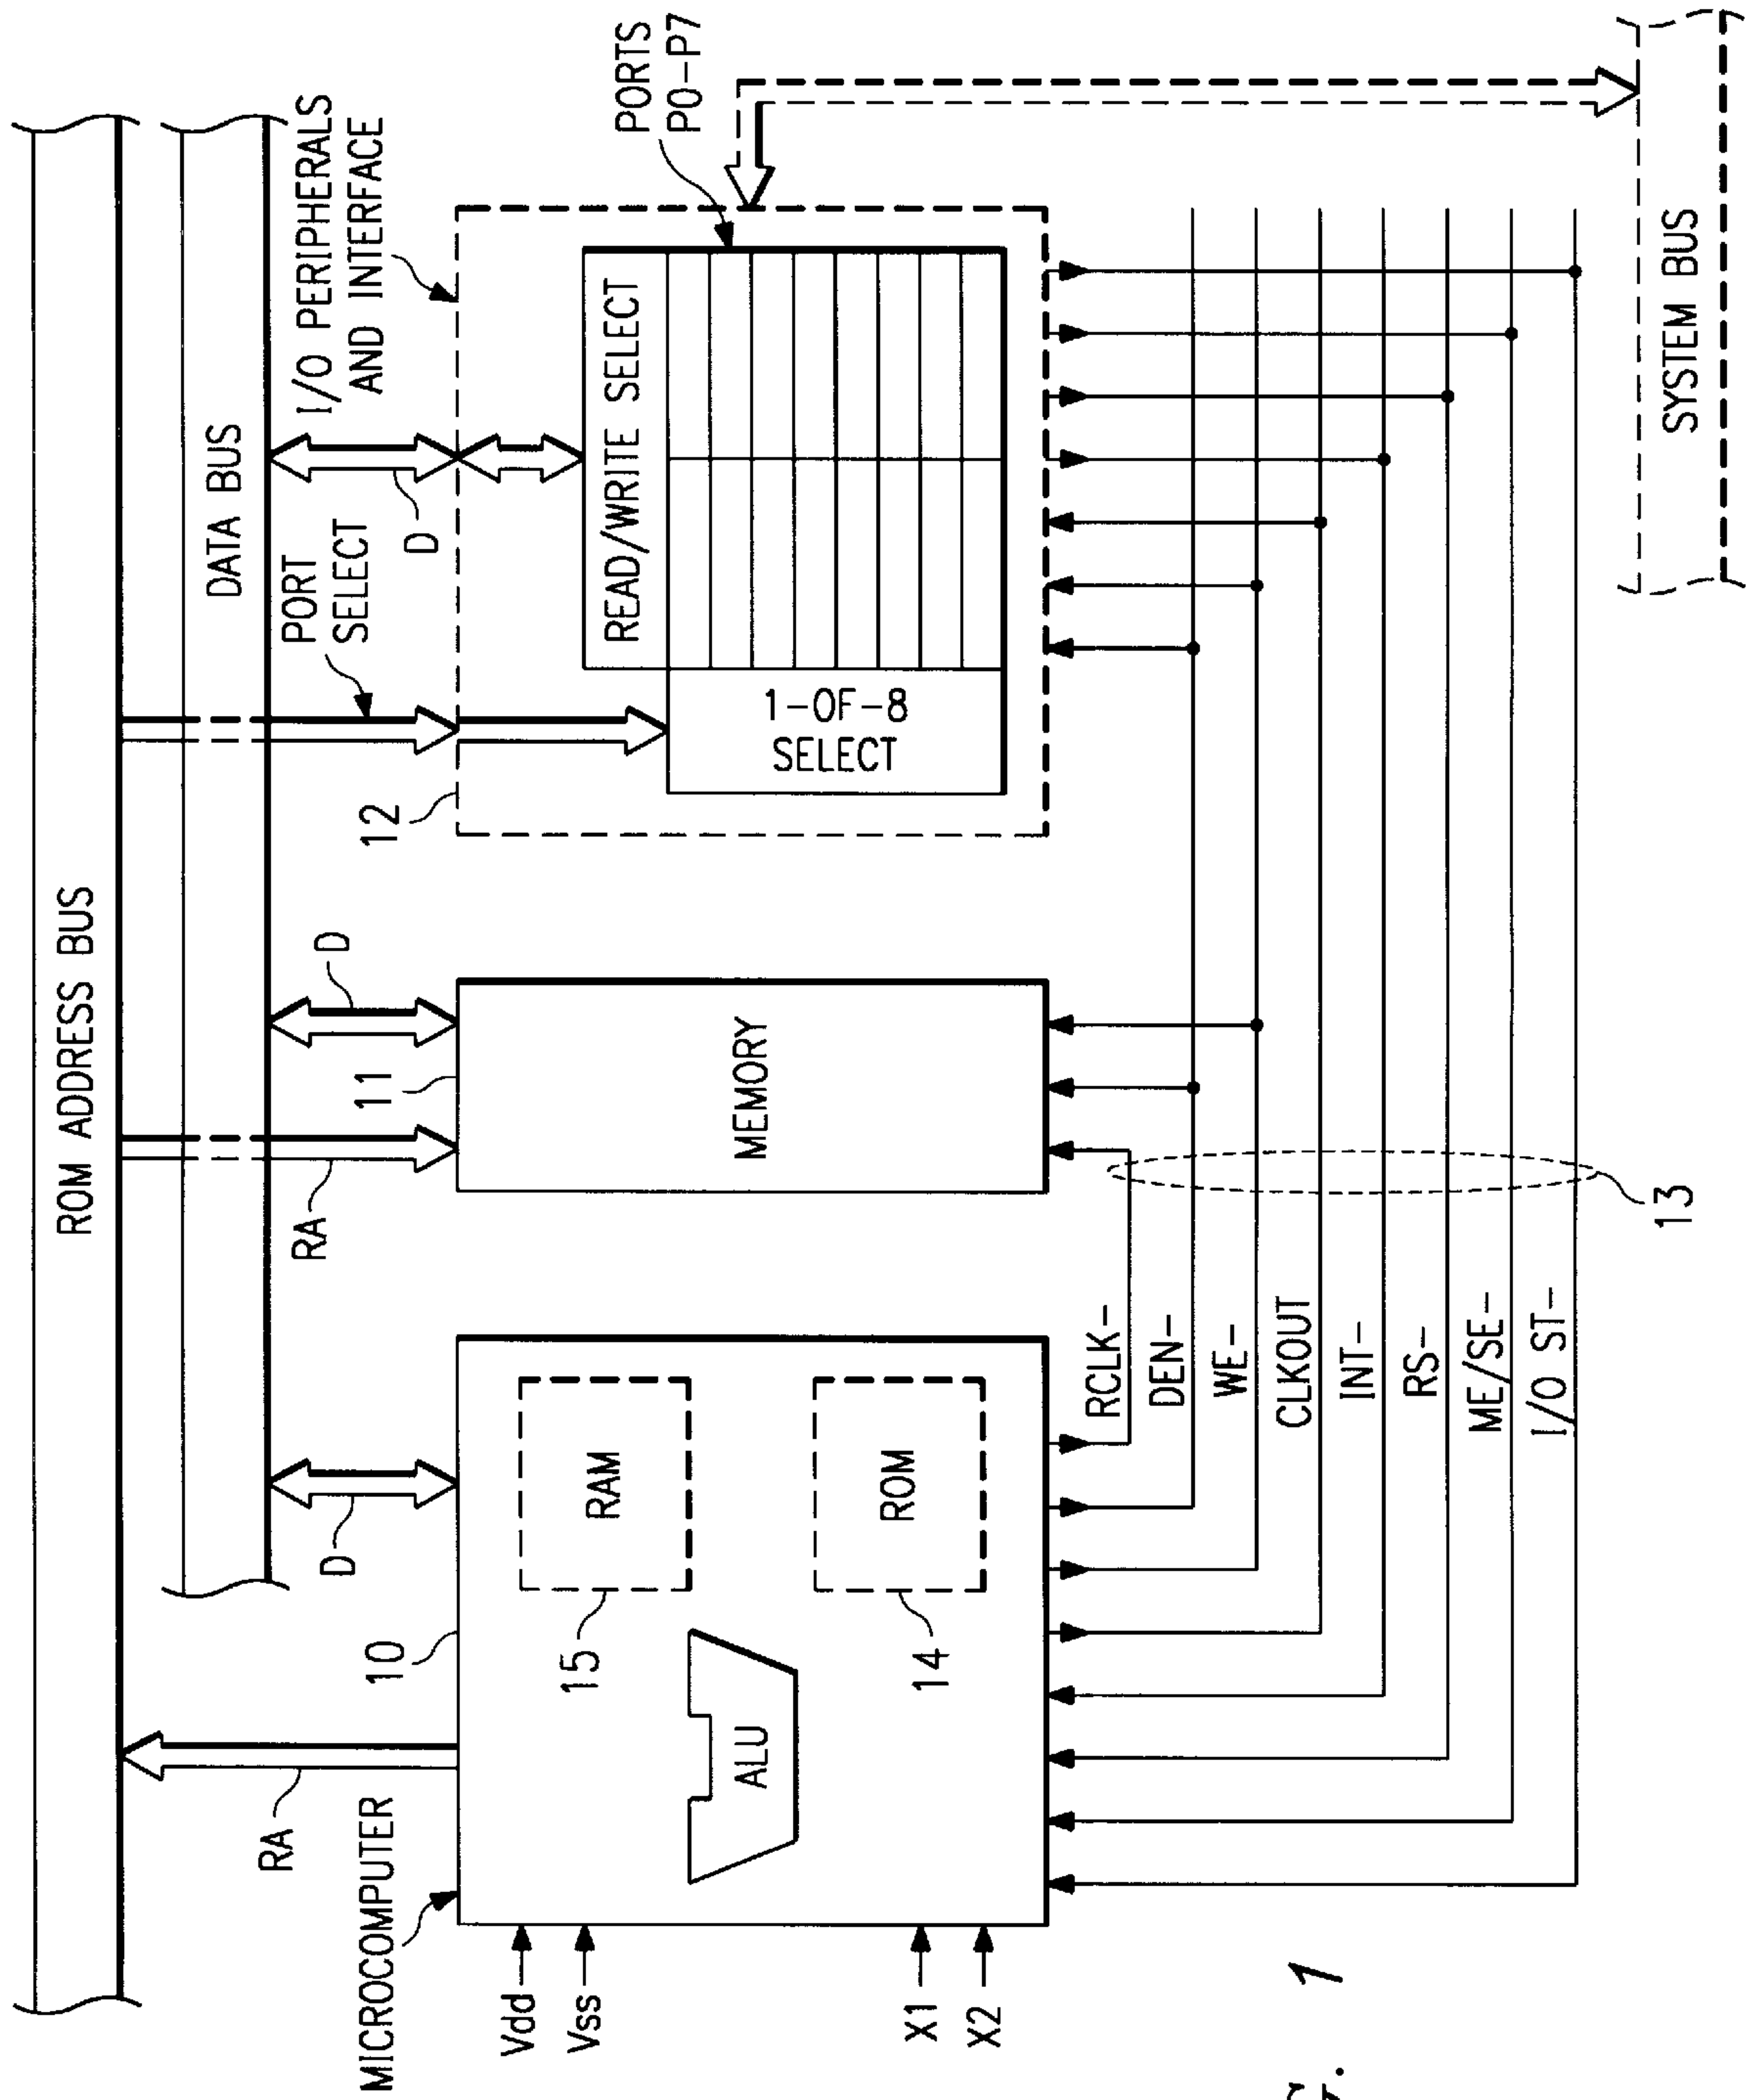 ROM ADDRESS BUS
DATA BUS
RA
D
RA
D
PORT
SELECT
D
I/O PERIPHERALS
AND INTERFACE
MICROCOMPUTER
10
11
12
PORTS
P0-P7
Vdd
Vss
X1
X2
15
RAM
ALU
14
ROM
MEMORY
READ/WRITE SELECT
1-OF-8
SELECT
RCLK-
DEN-
WE-
CLKOUT
INT-
RS-
ME/SE-
I/O ST-
13
SYSTEM BUS
G. 1